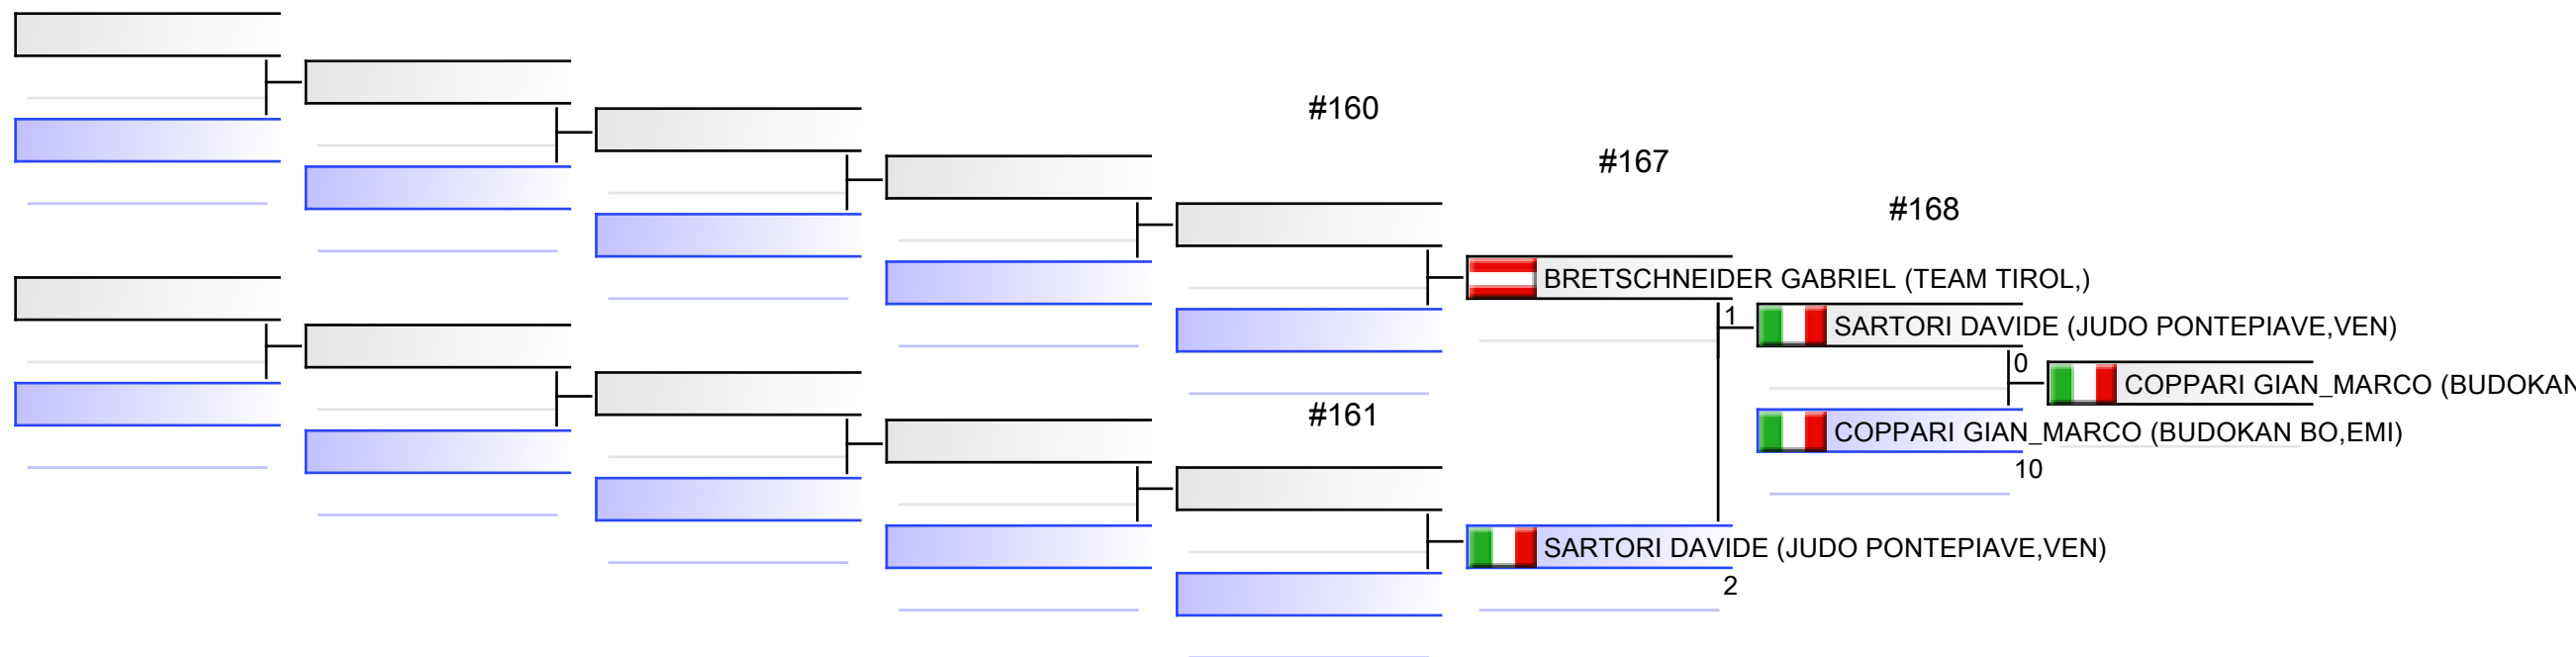 #160
#167
#168
BRETSCHNEIDER GABRIEL (TEAM TIROL,)
1
SARTORI DAVIDE (JUDO PONTEPIAVE,VEN)
0
COPPARI GIAN_MARCO (BUDOKAN
#161
COPPARI GIAN_MARCO (BUDOKAN BO,EMI)
10
SARTORI DAVIDE (JUDO PONTEPIAVE,VEN)
2